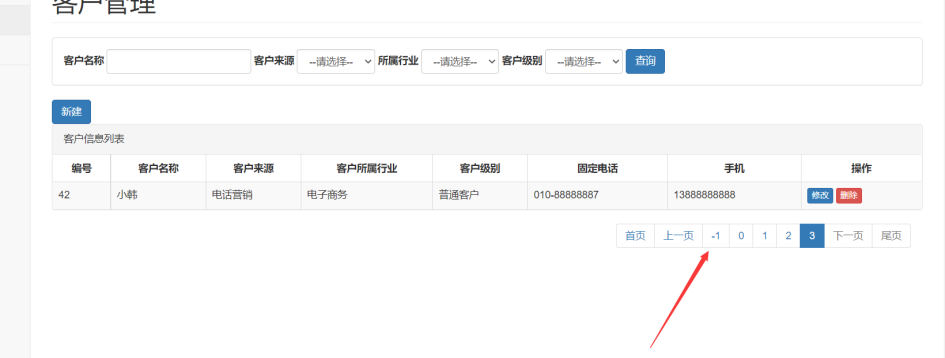 客户管理
客户名称 客户来源 --请选择-- 所属行业 --请选择-- 客户级别 --请选择-- 查询
新建
客户信息列表
编号 客户名称 客户来源 客户所属行业 客户级别 固定电话 手机 操作
42 小韩 电话营销 电子商务 普通客户 010-88888887 13888888888 修改 删除
首页 上一页 -1 0 1 2 3 下一页 尾页